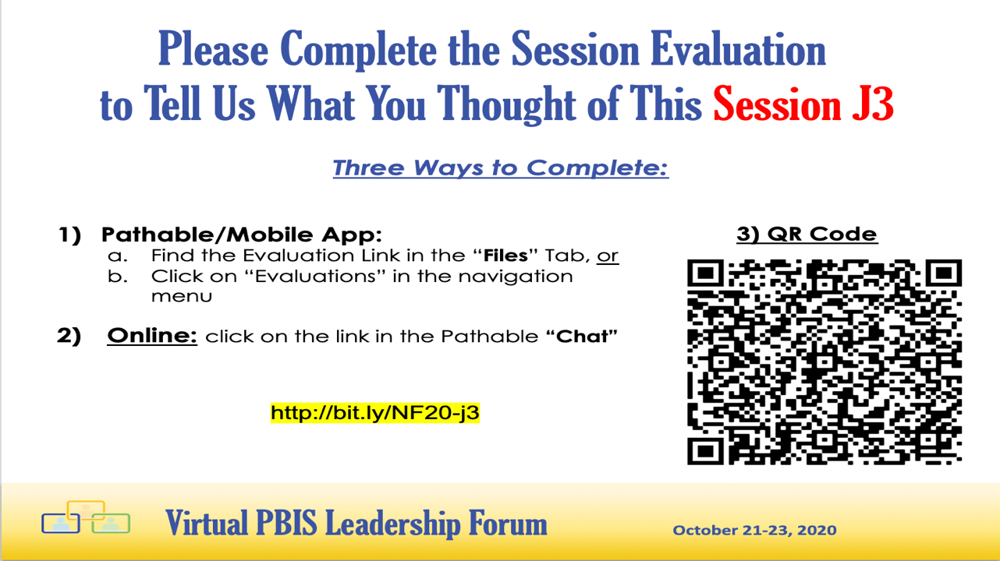 Please Complete the Session Evaluation
to Tell Us What You Thought of This Session J3
Three Ways to Complete:
1) Pathable/Mobile App:
a. Find the Evaluation Link in the “Files” Tab, or
b. Click on “Evaluations” in the navigation
menu
2) Online: click on the link in the Pathable “Chat”
http://bit.ly/NF20-j3
3) QR Code
Virtual PBIS Leadership Forum
October 21-23, 2020